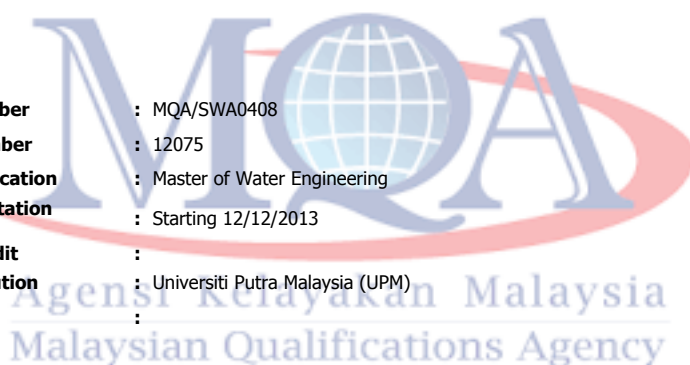 MQA
ber : MQA/SWA0408
ber : 12075
cation : Master of Water Engineering
tation : Starting 12/12/2013
dit :
tion : Universiti Putra Malaysia (UPM)
:
Agensi Kelayakan Malaysia
Malaysian Qualifications Agency